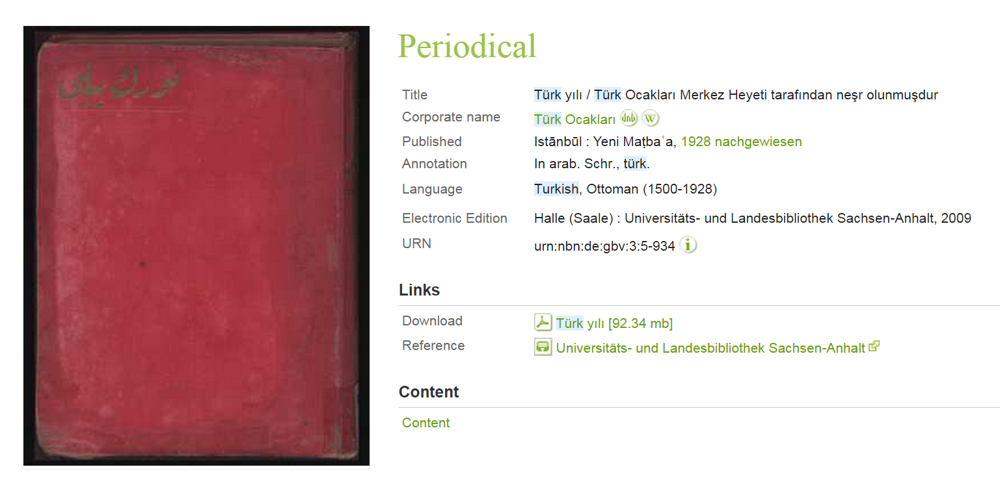 تورك ییلی
Periodical
Title Türk yılı / Türk Ocakları Merkez Heyeti tarafından neşr olunmuşdur
Corporate name Türk Ocakları dnb W
Published Istānbūl : Yeni Maṭbaʿa, 1928 nachgewiesen
Annotation In arab. Schr., türk.
Language Turkish, Ottoman (1500-1928)
Electronic Edition Halle (Saale) : Universitäts- und Landesbibliothek Sachsen-Anhalt, 2009
URN urn:nbn:de:gbv:3:5-934 i
Links
Download Türk yılı [92.34 mb]
Reference Universitäts- und Landesbibliothek Sachsen-Anhalt
Content
Content